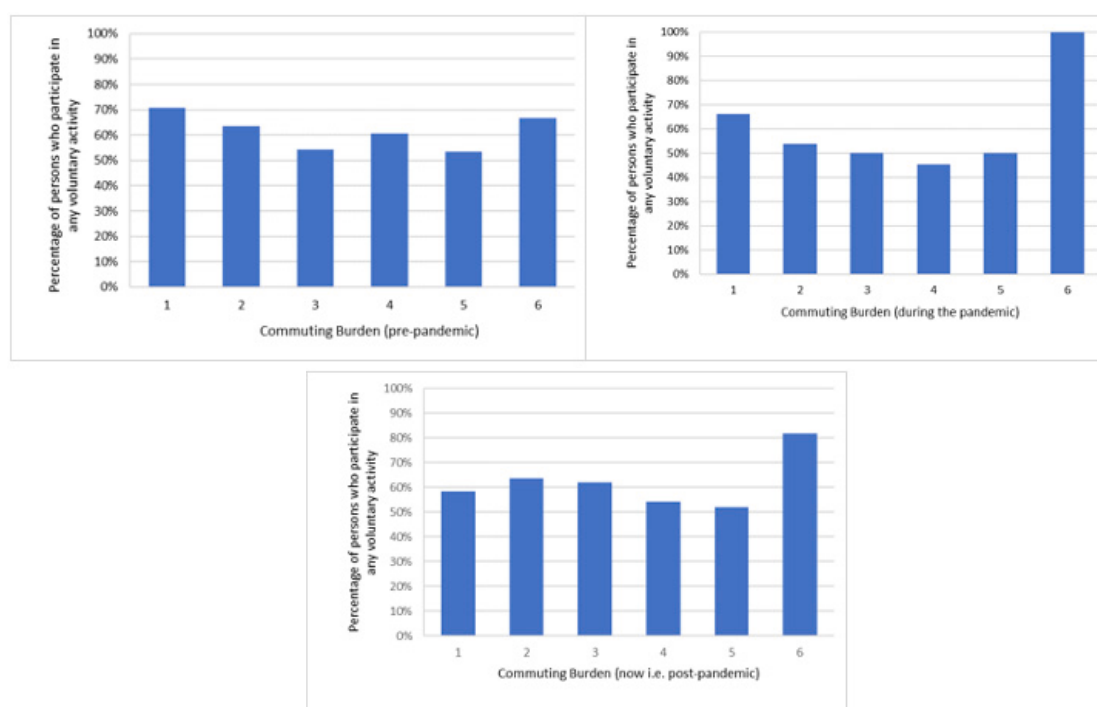 Percentage of persons who participate in
any voluntary activity
100%
90%
80%
70%
60%
50%
40%
30%
20%
10%
0%
1 2 3 4 5 6
Commuting Burden (pre-pandemic)
Percentage of persons who participate in
any voluntary activity
100%
90%
80%
70%
60%
50%
40%
30%
20%
10%
0%
1 2 3 4 5 6
Commuting Burden (during the pandemic)
Percentage of persons who participate in
any voluntary activity
100%
90%
80%
70%
60%
50%
40%
30%
20%
10%
0%
1 2 3 4 5 6
Commuting Burden (now i.e. post-pandemic)